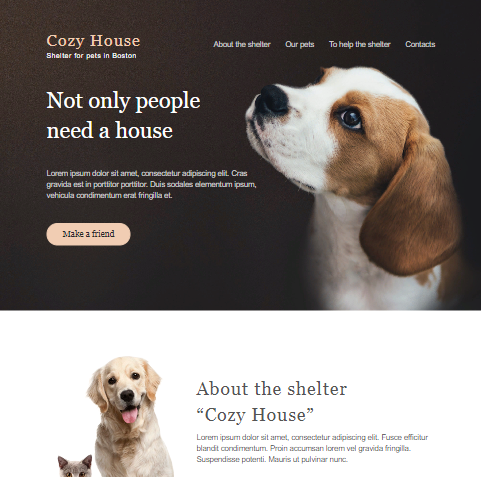 Cozy House
Shelter for pets in Boston
About the shelter
Our pets
To help the shelter
Contacts
Not only people
need a house
Lorem ipsum dolor sit amet, consectetur adipiscing elit. Cras
gravida est in porttitor porttitor. Duis sodales elementum ipsum,
vehicula condimentum erat fringilla et.
Make a friend
About the shelter
“Cozy House”
Lorem ipsum dolor sit amet, consectetur adipiscing elit. Fusce efficitur
blandit condimentum. Proin accumsan lorem eget volutpat viverra.
Suspendisse potenti. Mauris ut pulvinar nunc.